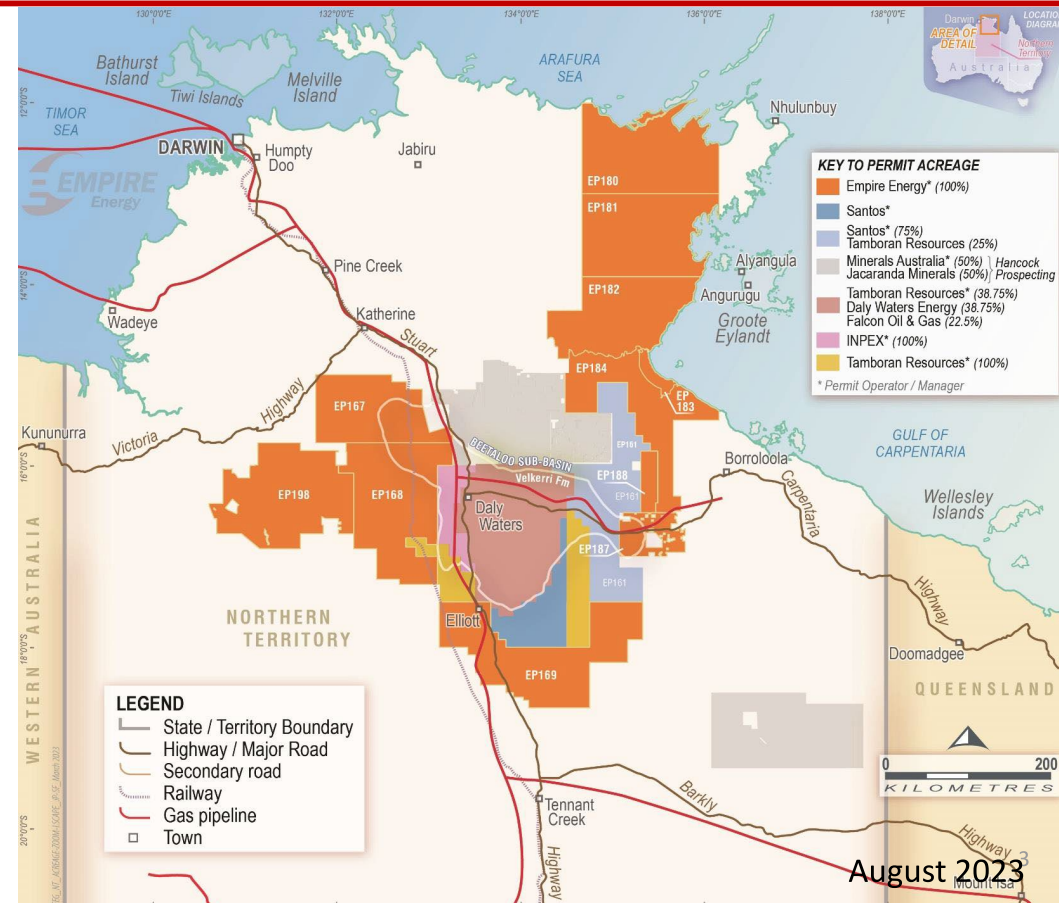 130°0'0"E
132°0'0"E
134°0'0"E
136°0'0"E
138°0'0"E
LOCATION
DIAGRAM
Darwin
AREA OF
DETAIL
Northern
Territory
Australia
Bathurst
Island
Tiwi Islands
Melville
Island
ARAFURA
SEA
12°0'0"S
TIMOR
SEA
DARWIN
Humpty
Doo
Jabiru
Nhulunbuy
EMPIRE
Energy
EP180
EP181
EP182
KEY TO PERMIT ACREAGE
Empire Energy* (100%)
Santos*
Santos* (75%)
Tamboran Resources (25%)
Minerals Australia* (50%)
Jacaranda Minerals (50%)
Hancock
Prospecting
Tamboran Resources* (38.75%)
Daly Waters Energy (38.75%)
Falcon Oil & Gas (22.5%)
INPEX* (100%)
Tamboran Resources* (100%)
* Permit Operator / Manager
14°0'0"S
Pine Creek
Alyangula
Angurugu
Groote
Eylandt
Wadeye
Katherine
Stuart
EP184
EP
183
EP167
Highway
Victoria
Kununurra
16°0'0"S
BEETALOO SUB-BASIN
Velkerri Fm
EP161
EP188
EP161
Borroloola
GULF OF
CARPENTARIA
Carpentaria
Wellesley
Islands
EP198
EP168
Daly
Waters
EP187
EP161
Highway
NORTHERN
TERRITORY
Elliott
18°0'0"S
Doomadgee
WESTERN AUSTRALIA
QUEENSLAND
EP169
LEGEND
State / Territory Boundary
Highway / Major Road
Secondary road
Railway
Gas pipeline
Town
0 200
KILOMETRES
20°0'0"S
Tennant
Creek
Barkly
Highway
Highway
3
August 2023
Mount Isa